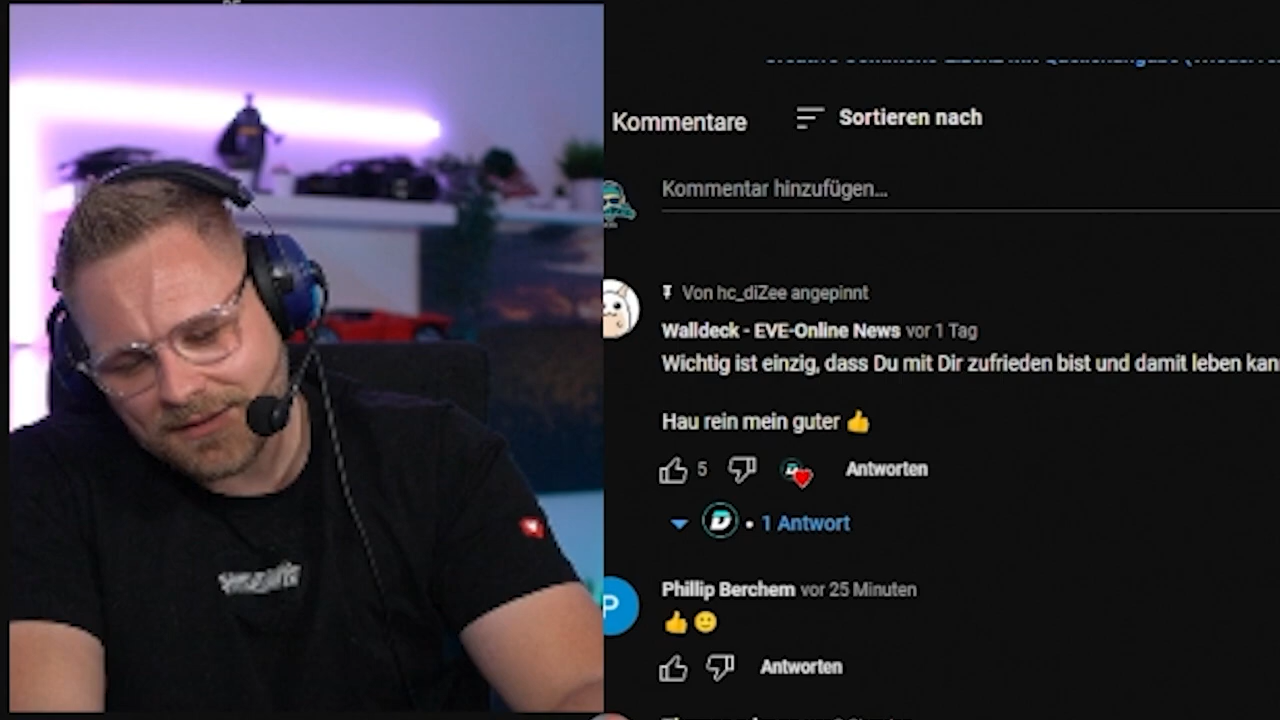 Kommentare
Sortieren nach
Kommentar hinzufügen...
Von hc_diZee angepinnt
Walldeck - EVE-Online News vor 1 Tag
Wichtig ist einzig, dass Du mit Dir zufrieden bist und damit leben kan
Hau rein mein guter 👍
5
Antworten
D • 1 Antwort
P
Phillip Berchem vor 25 Minuten
👍🙂
Antworten